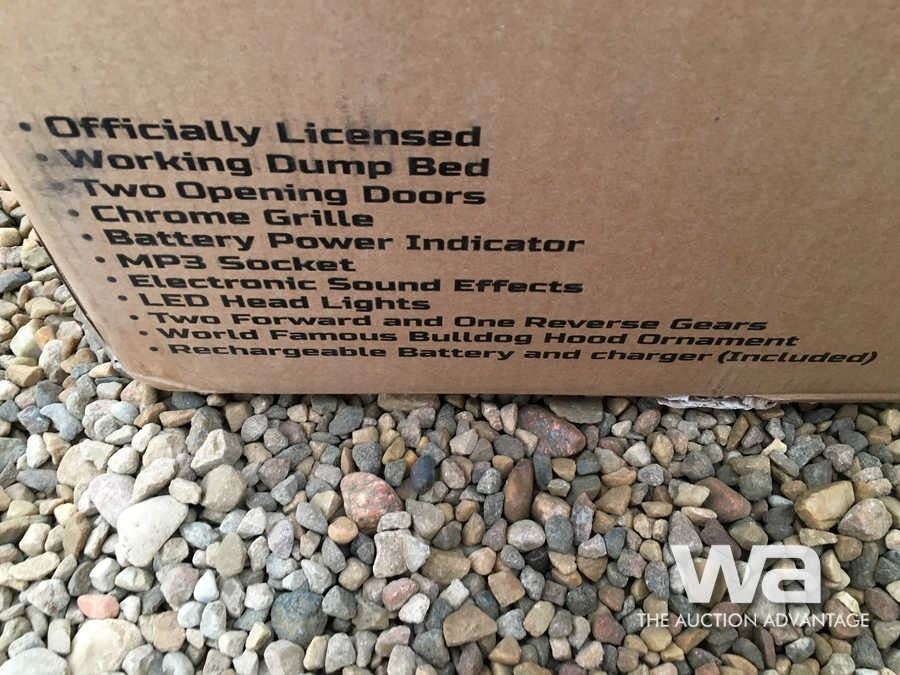 • Officially Licensed
• Working Dump Bed
• Two Opening Doors
• Chrome Grille
• Battery Power Indicator
• MP3 Socket
• Electronic Sound Effects
• LED Head Lights
• Two Forward and One Reverse Gears
• World Famous Bulldog Hood Ornament
• Rechargeable Battery and charger (Included)
wa
THE AUCTION ADVANTAGE